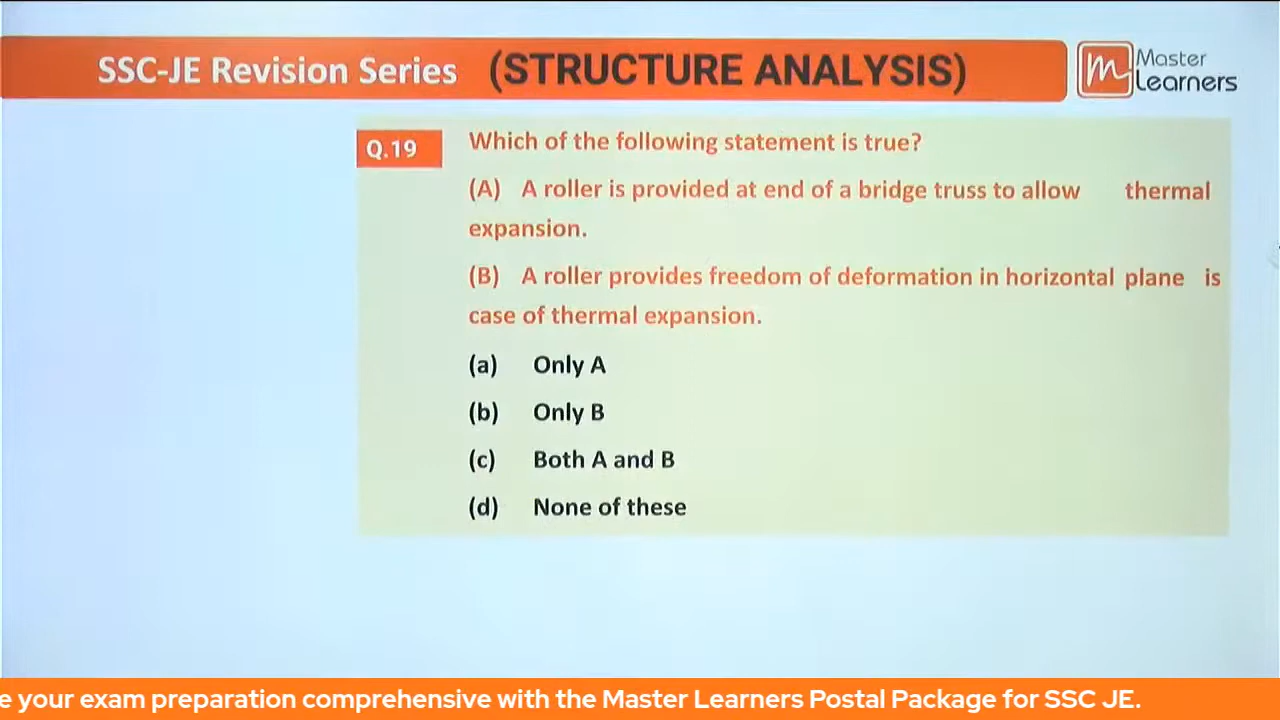 SSC-JE Revision Series (STRUCTURE ANALYSIS)
Master
Learners
Q.19 Which of the following statement is true?
(A) A roller is provided at end of a bridge truss to allow thermal
expansion.
(B) A roller provides freedom of deformation in horizontal plane is
case of thermal expansion.
(a) Only A
(b) Only B
(c) Both A and B
(d) None of these
e your exam preparation comprehensive with the Master Learners Postal Package for SSC JE.